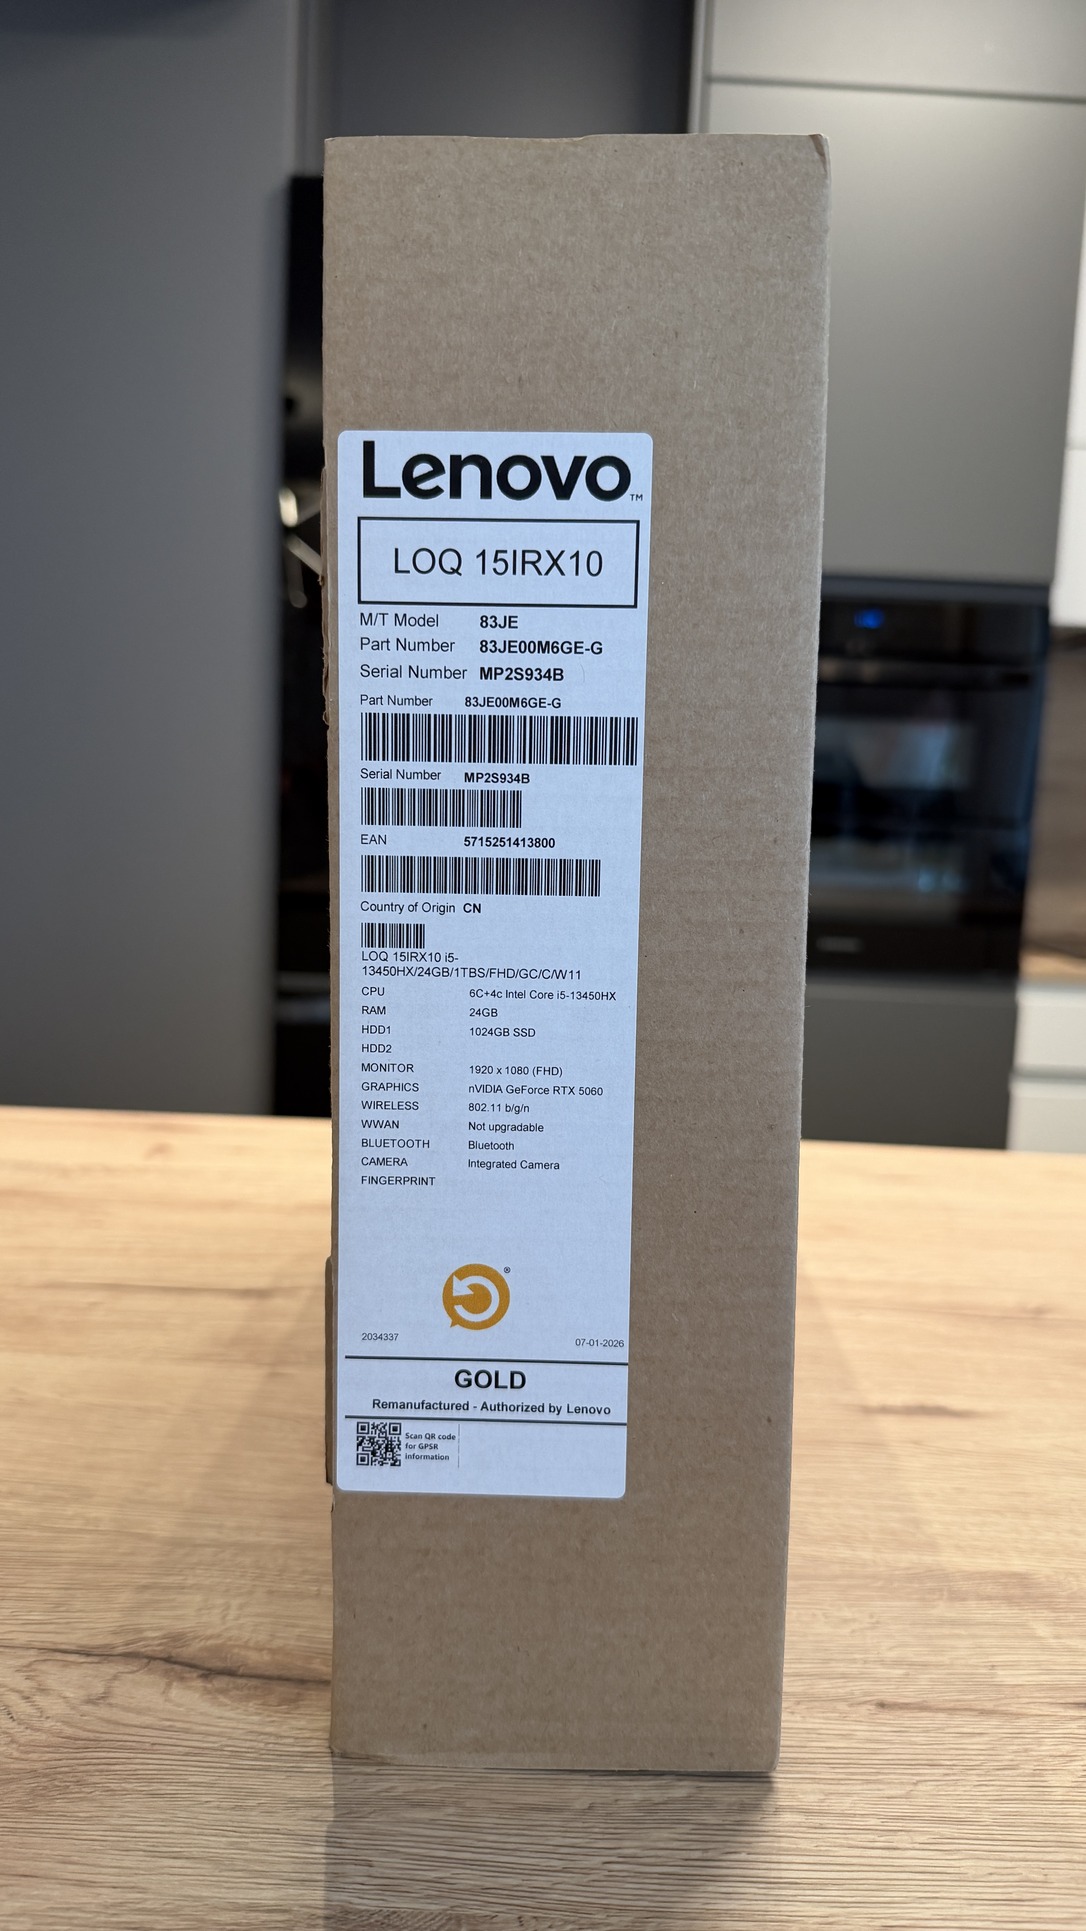 Lenovo™
LOQ 15IRX10
M/T Model 83JE
Part Number 83JE00M6GE-G
Serial Number MP2S934B
Part Number 83JE00M6GE-G
Serial Number MP2S934B
EAN 5715251413800
Country of Origin CN
LOQ 15IRX10 i5-
13450HX/24GB/1TBS/FHD/GC/C/W11
CPU 6C+4c Intel Core i5-13450HX
RAM 24GB
HDD1 1024GB SSD
HDD2
MONITOR 1920 x 1080 (FHD)
GRAPHICS nVIDIA GeForce RTX 5060
WIRELESS 802.11 b/g/n
WWAN Not upgradable
BLUETOOTH Bluetooth
CAMERA Integrated Camera
FINGERPRINT
®
2034337 07-01-2026
GOLD
Remanufactured - Authorized by Lenovo
Scan QR code
for GPSR
information